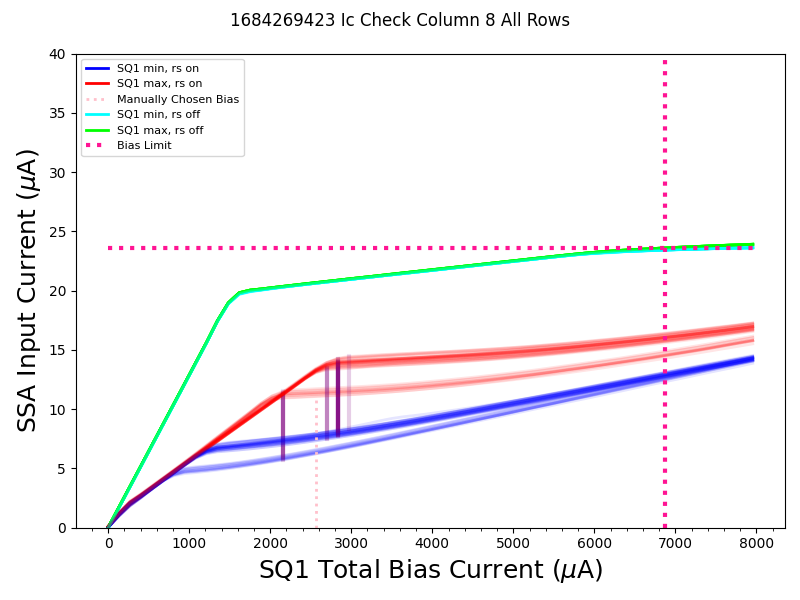 1684269423 Ic Check Column 8 All Rows
40
35
30
25
20
15
10
5
0
SSA Input Current (μA)
SQ1 min, rs on
SQ1 max, rs on
Manually Chosen Bias
SQ1 min, rs off
SQ1 max, rs off
Bias Limit
0 1000 2000 3000 4000 5000 6000 7000 8000
SQ1 Total Bias Current (μA)